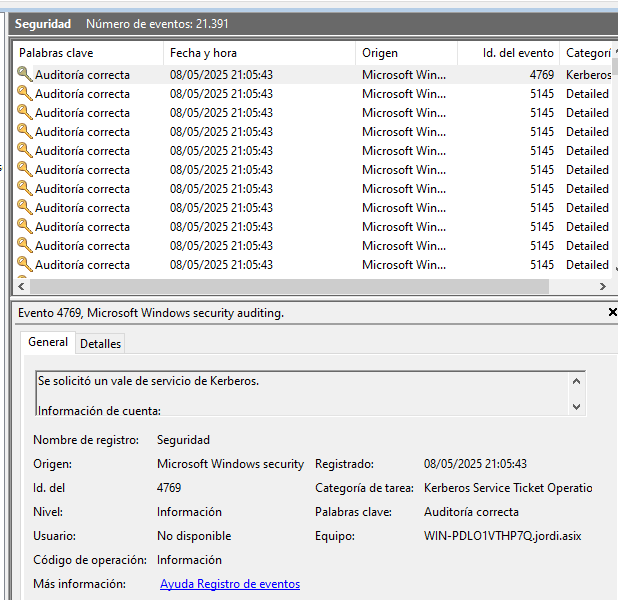 Seguridad Número de eventos: 21.391
Palabras clave Fecha y hora Origen Id. del evento Categorí
Auditoría correcta 08/05/2025 21:05:43 Microsoft Win... 4769 Kerberos
Auditoría correcta 08/05/2025 21:05:43 Microsoft Win... 5145 Detailed
Auditoría correcta 08/05/2025 21:05:43 Microsoft Win... 5145 Detailed
Auditoría correcta 08/05/2025 21:05:43 Microsoft Win... 5145 Detailed
Auditoría correcta 08/05/2025 21:05:43 Microsoft Win... 5145 Detailed
Auditoría correcta 08/05/2025 21:05:43 Microsoft Win... 5145 Detailed
Auditoría correcta 08/05/2025 21:05:43 Microsoft Win... 5145 Detailed
Auditoría correcta 08/05/2025 21:05:43 Microsoft Win... 5145 Detailed
Auditoría correcta 08/05/2025 21:05:43 Microsoft Win... 5145 Detailed
Auditoría correcta 08/05/2025 21:05:43 Microsoft Win... 5145 Detailed
Auditoría correcta 08/05/2025 21:05:43 Microsoft Win... 5145 Detailed
Evento 4769, Microsoft Windows security auditing.
General Detalles
Se solicitó un vale de servicio de Kerberos.
Información de cuenta:
Nombre de registro: Seguridad
Origen: Microsoft Windows security Registrado: 08/05/2025 21:05:43
Id. del 4769 Categoría de tarea: Kerberos Service Ticket Operatio
Nivel: Información Palabras clave: Auditoría correcta
Usuario: No disponible Equipo: WIN-PDLO1VTHP7Q.jordi.asix
Código de operación: Información
Más información: Ayuda Registro de eventos